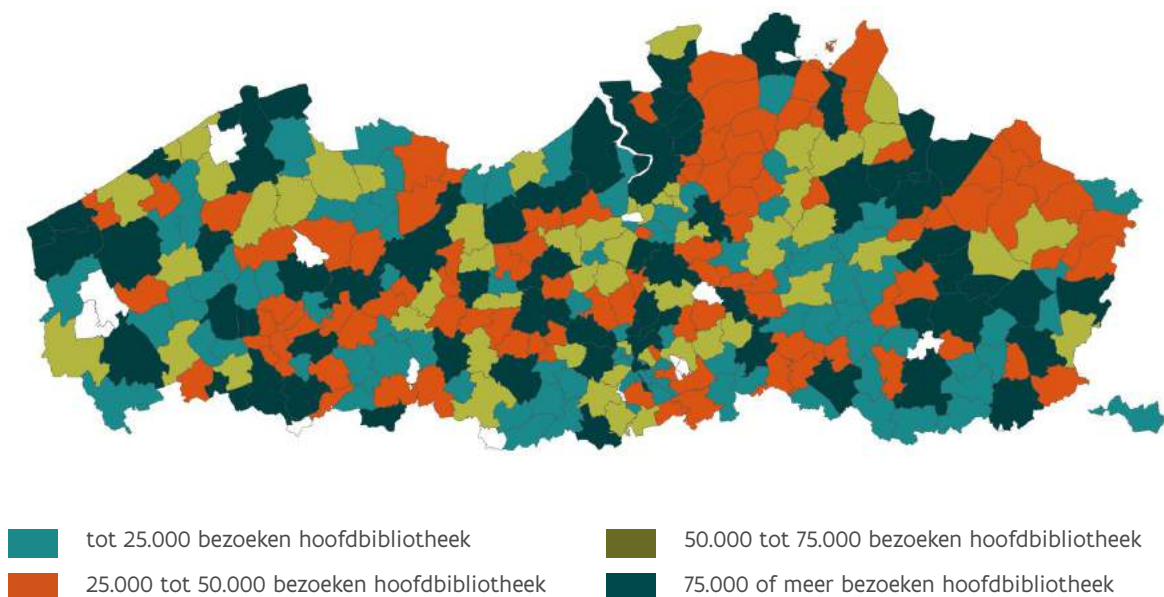 tot 25.000 bezoeken hoofdbibliotheek
25.000 tot 50.000 bezoeken hoofdbibliotheek
50.000 tot 75.000 bezoeken hoofdbibliotheek
75.000 of meer bezoeken hoofdbibliotheek